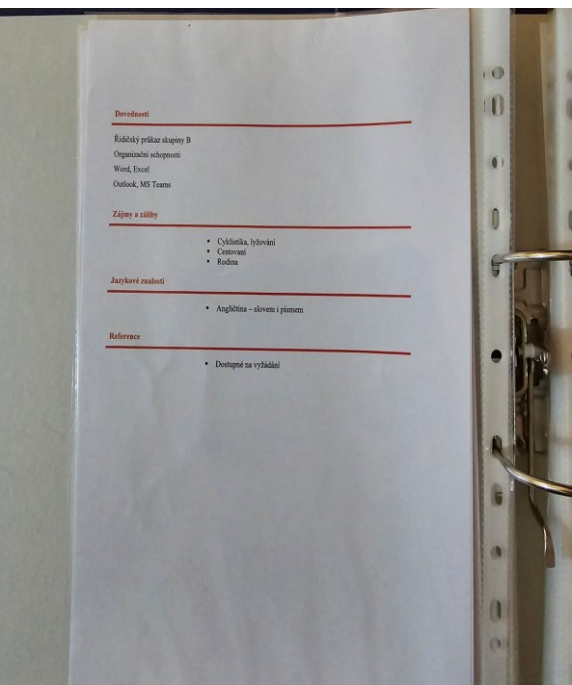 Dovednosti
Řidičský průkaz skupiny B
Organizační schopnosti
Word, Excel
Outlook, MS Teams
Zájmy a záliby
▪ Cyklistika, lyžování
▪ Cestovaní
▪ Rodina
Jazykové znalosti
▪ Angličtina – slovem i písmem
Reference
▪ Dostupné na vyžádání